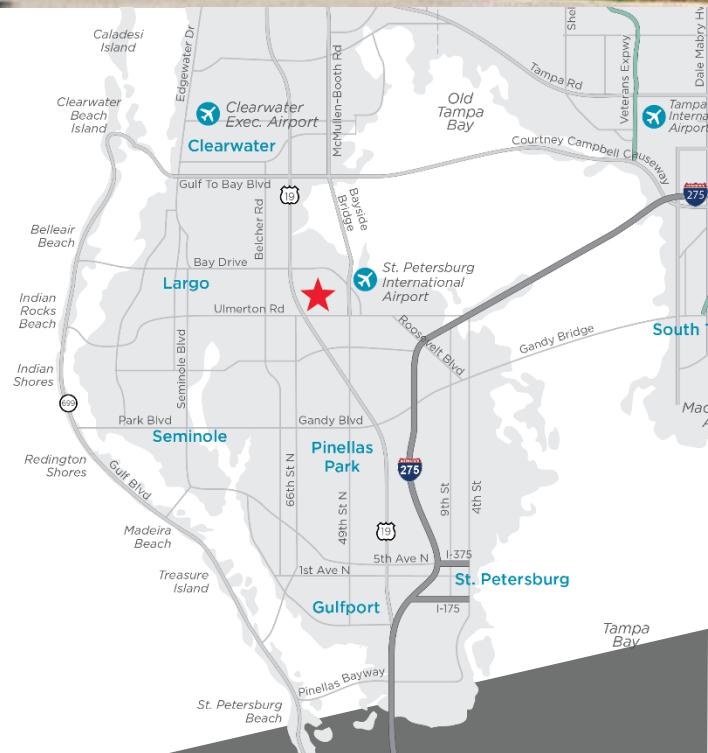 Caladesi
Island
Edgewater Dr
McMullen-Booth Rd
Shel
Veterans Expwy
Dale Mabry Hw
Tampa Rd
Clearwater
Beach
Island
Clearwater
Exec. Airport
Old
Tampa
Bay
Tampa
Interna
Airport
Clearwater
Courtney Campbell Causeway
Gulf To Bay Blvd
19
275
Bayside
Bridge
Belcher Rd
Belleair
Beach
Bay Drive
St. Petersburg
International
Airport
Largo
Indian
Rocks
Beach
Ulmerton Rd
Roosevelt Blvd
Gandy Bridge
South T
Seminole Blvd
Indian
Shores
699
Mac
A
Park Blvd
Gandy Blvd
Seminole
Pinellas
Park
Redington
Shores
Gulf Blvd
275
66th St N
49th St N
9th St
4th St
19
Madeira
Beach
5th Ave N
I-375
1st Ave N
Treasure
Island
St. Petersburg
Gulfport
I-175
Tampa
Bay
Pinellas Bayway
St. Petersburg
Beach